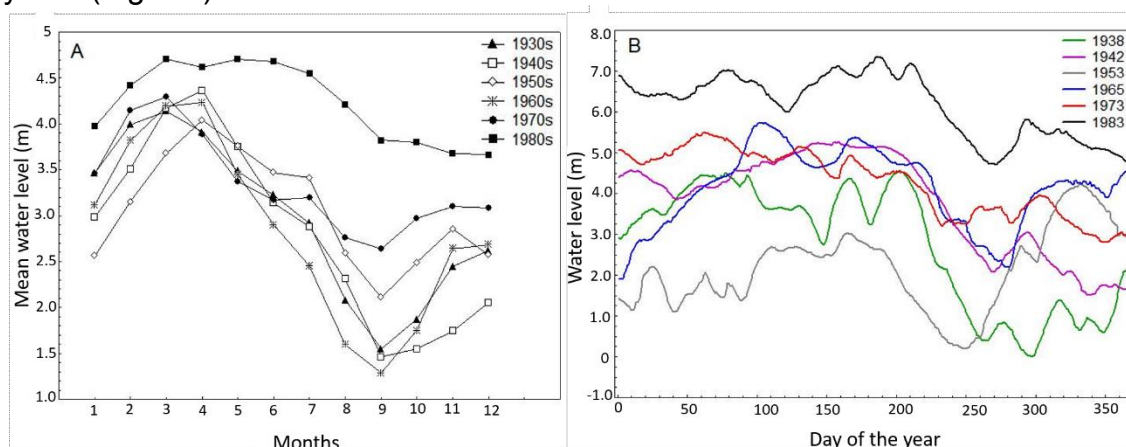 A
1930s
1940s
1950s
1960s
1970s
1980s
Mean water level (m)
5
4.5
4.0
3.5
3.0
2.5
2.0
1.5
1.0
1 2 3 4 5 6 7 8 9 10 11 12
Months
B
1938
1942
1953
1965
1973
1983
Water level (m)
8.0
7.0
6.0
5.0
4.0
3.0
2.0
1.0
0
-1.0
0 50 100 150 200 250 300 350
Day of the year